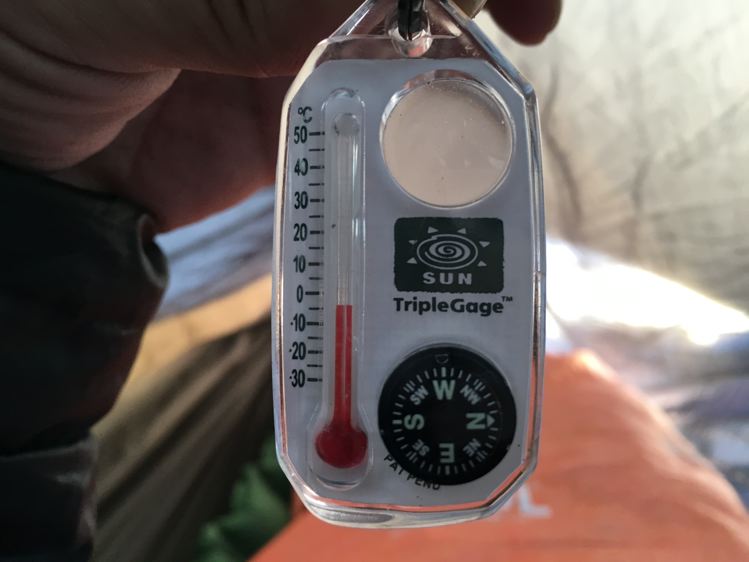 °C
50
40
30
20
10
0
-10
-20
-30
SUN
TripleGage™
W
NW
N
NE
E
SE
S
SW
PAT PEND